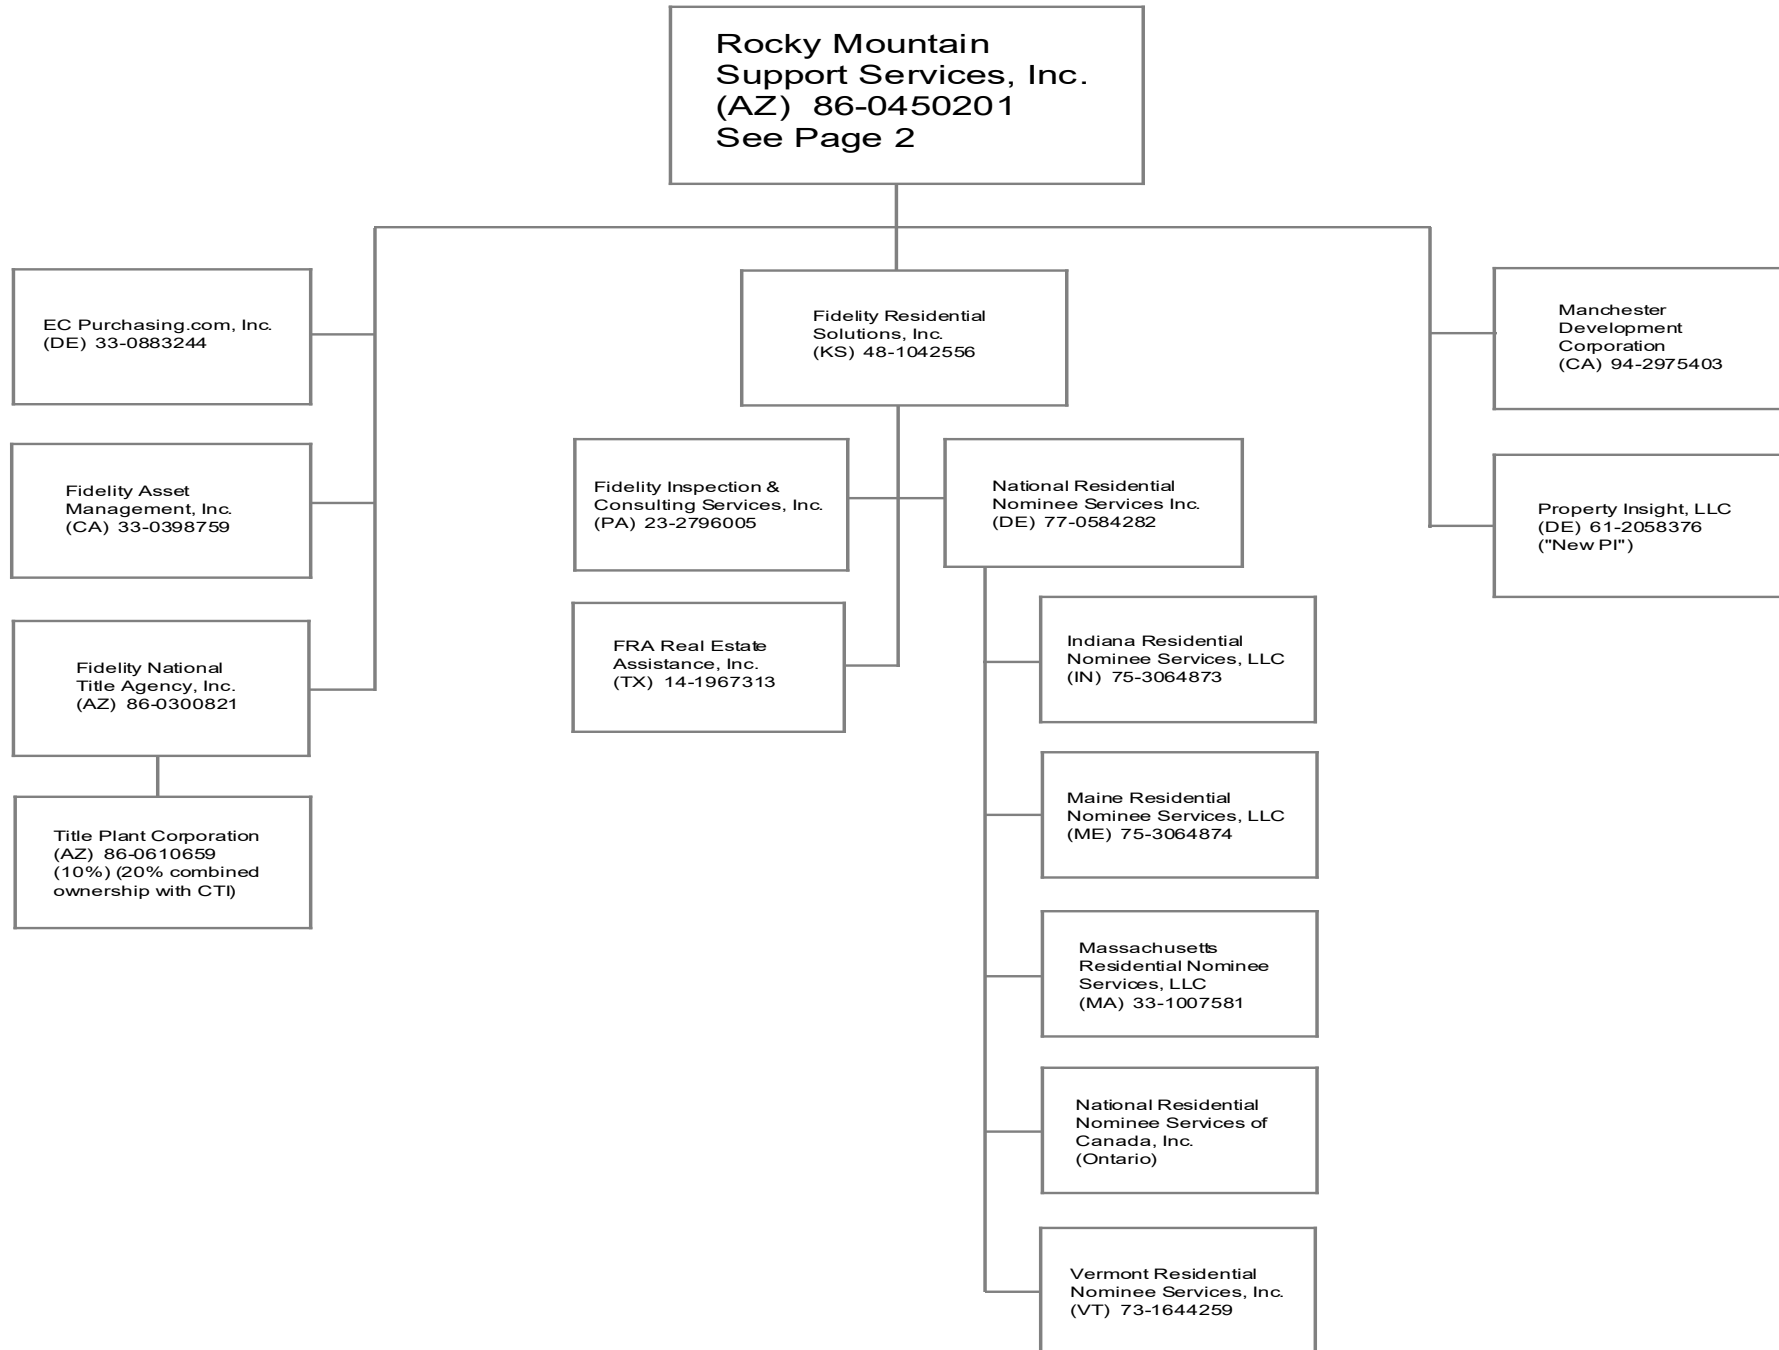 Rocky Mountain
Support Services, Inc.
(AZ) 86-0450201
See Page 2
EC Purchasing.com, Inc.
(DE) 33-0883244
Fidelity Asset
Management, Inc.
(CA) 33-0398759
Fidelity National
Title Agency, Inc.
(AZ) 86-0300821
Title Plant Corporation
(AZ) 86-0610659
(10%) (20% combined
ownership with CTI)
Fidelity Residential
Solutions, Inc.
(KS) 48-1042556
Fidelity Inspection &
Consulting Services, Inc.
(PA) 23-2796005
FRA Real Estate
Assistance, Inc.
(TX) 14-1967313
National Residential
Nominee Services Inc.
(DE) 77-0584282
Indiana Residential
Nominee Services, LLC
(IN) 75-3064873
Maine Residential
Nominee Services, LLC
(ME) 75-3064874
Massachusetts
Residential Nominee
Services, LLC
(MA) 33-1007581
National Residential
Nominee Services of
Canada, Inc.
(Ontario)
Vermont Residential
Nominee Services, Inc.
(VT) 73-1644259
Manchester
Development
Corporation
(CA) 94-2975403
Property Insight, LLC
(DE) 61-2058376
("New PI")